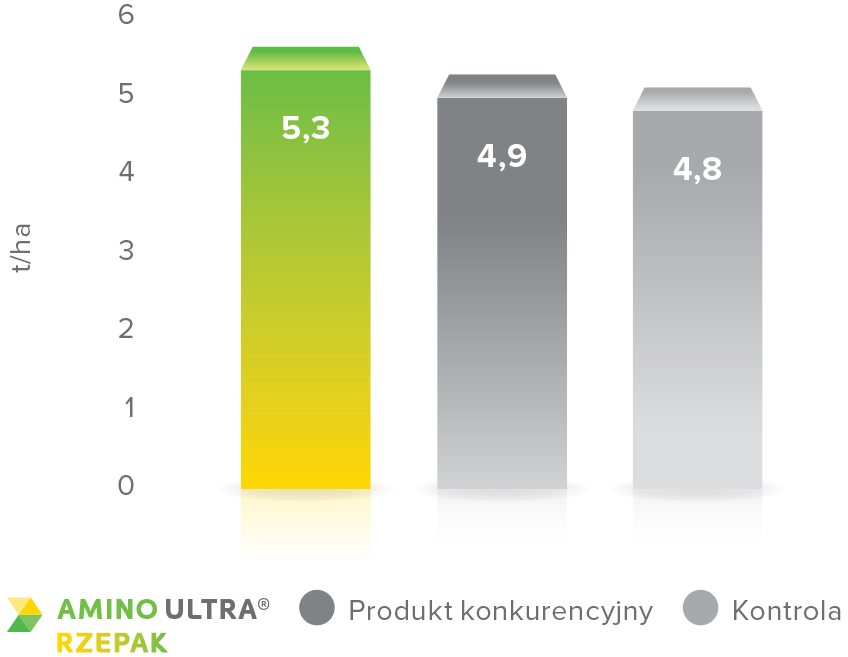 6
5
4
3
2
1
0
t/ha
5,3
4,9
4,8
AMINO ULTRA®
RZEPAK
Produkt konkurencyjny
Kontrola